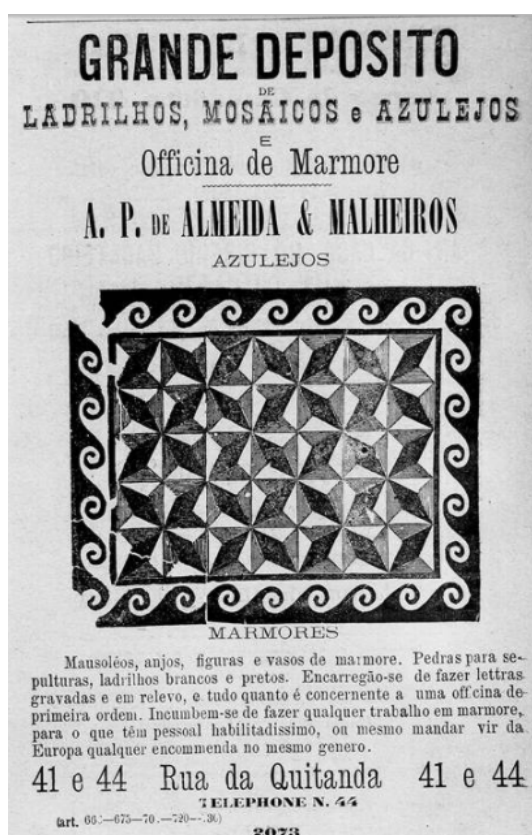 GRANDE DEPOSITO
DE
LADRILHOS, MOSAICOS e AZULEJOS
E
Officina de Marmore
A. P. DE ALMEIDA & MALHEIROS
AZULEJOS
MARMORES
Mausoléos, anjos, figuras e vasos de marmore. Pedras para se-
pulturas, ladrilhos brancos e pretos. Encarregão-se de fazer lettras
gravadas e em relevo, e tudo quanto é concernente a uma officina de
primeira ordem. Incumbem-se de fazer qualquer trabalho em marmore,
para o que têm pessoal habilitadissimo, ou mesmo mandar vir da
Europa qualquer encommenda no mesmo genero.
41 e 44 Rua da Quitanda 41 e 44
TELEPHONE N. 44
(art.
2073